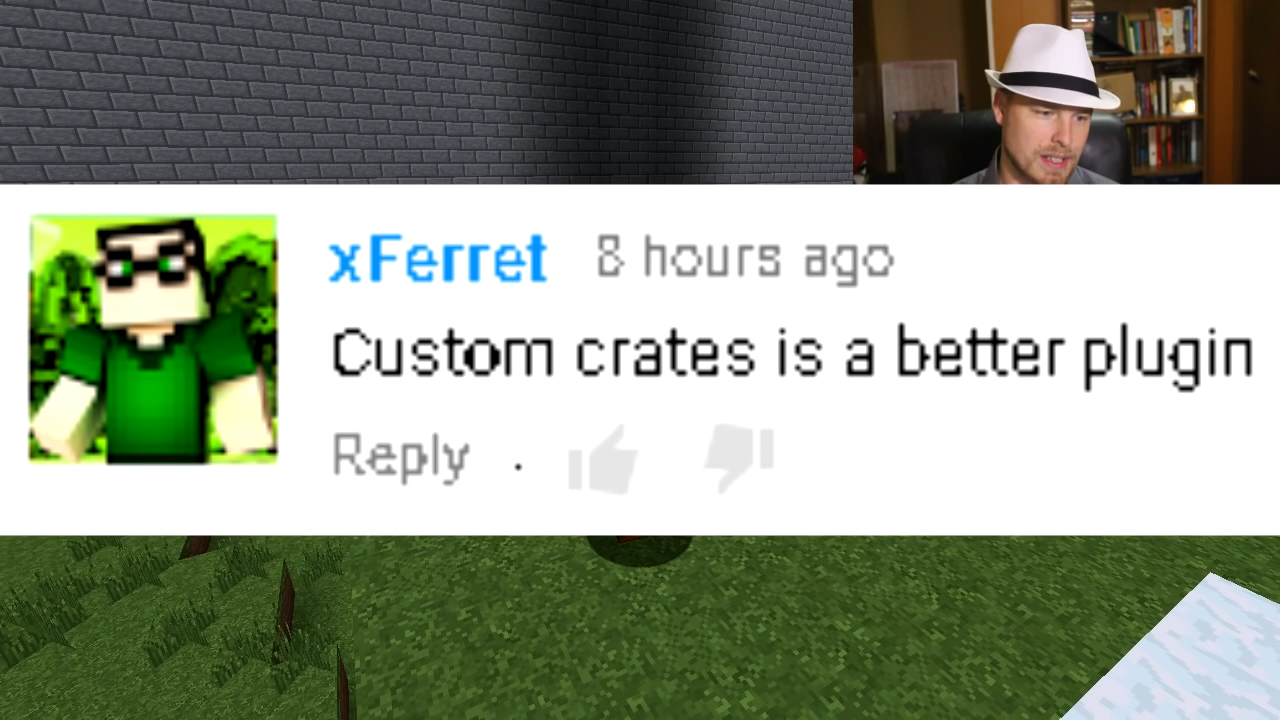 xFerret 8 hours ago
Custom crates is a better plugin
Reply .